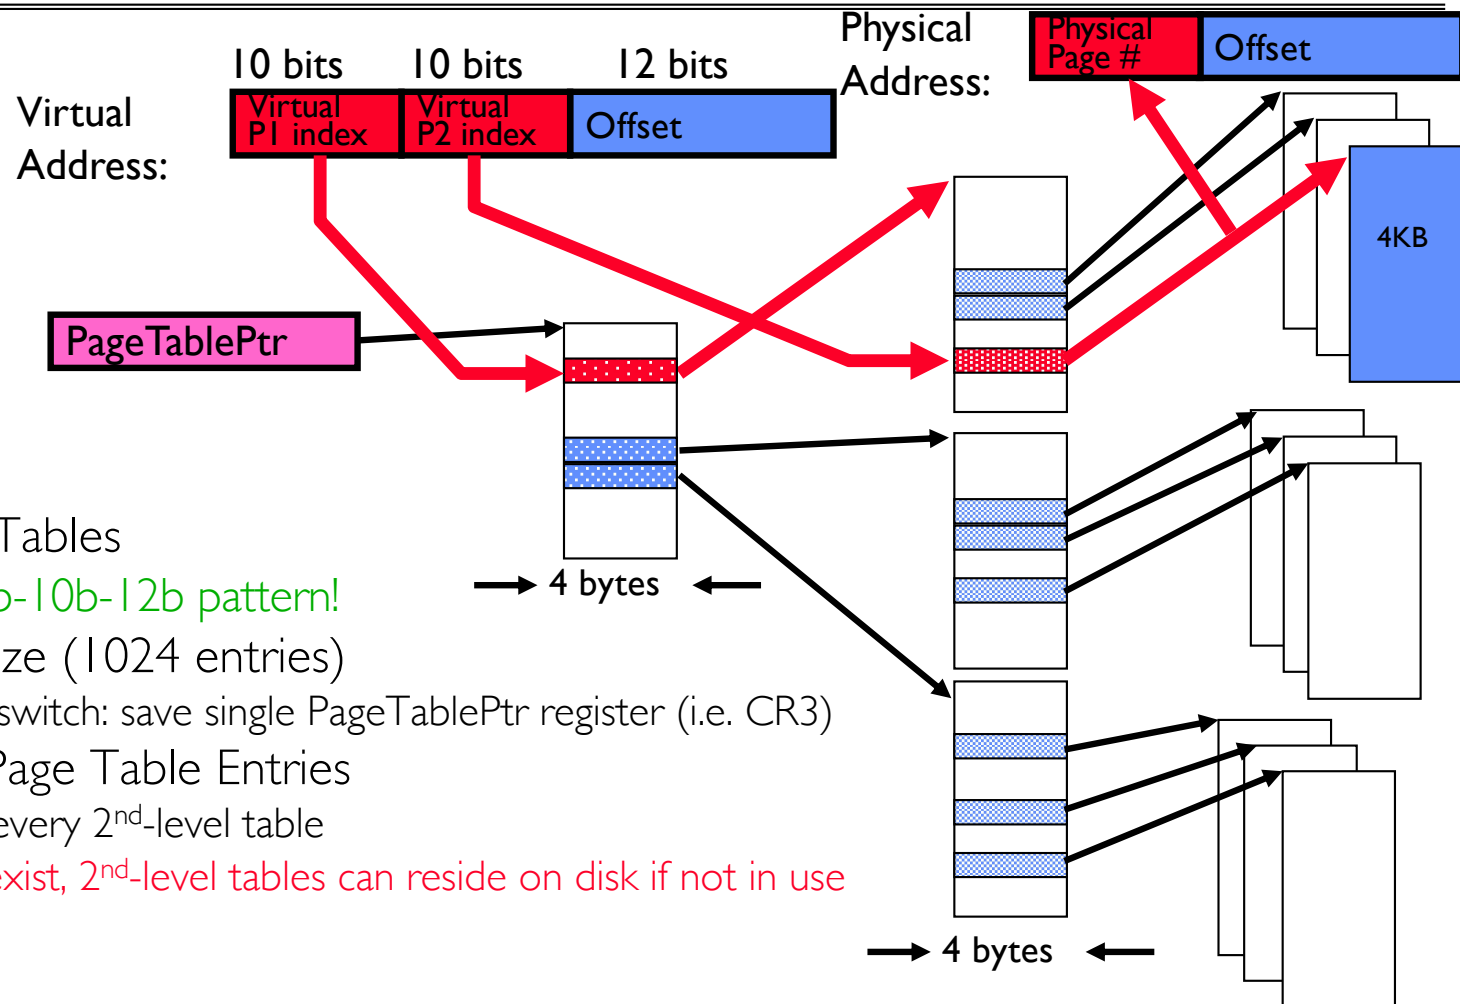 Physical
Address:
Physical
Page #
Offset
10 bits 10 bits 12 bits
Virtual
Address:
Virtual
P1 index
Virtual
P2 index
Offset
4KB
PageTablePtr
Tables
-10b-12b pattern!
4 bytes
ze (1024 entries)
switch: save single PageTablePtr register (i.e. CR3)
Page Table Entries
every 2nd-level table
exist, 2nd-level tables can reside on disk if not in use
4 bytes